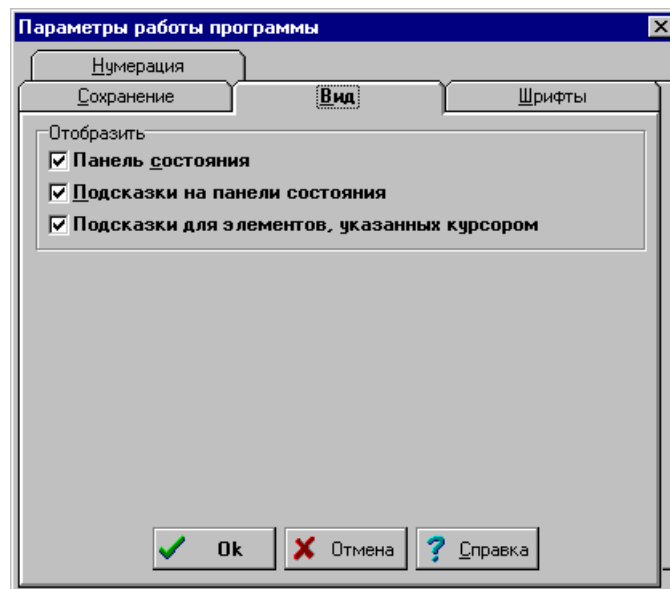 Параметры работы программы
Нумерация
Сохранение Вид Шрифты
Отобразить
Панель состояния
Подсказки на панели состояния
Подсказки для элементов, указанных курсором
Ok Отмена Справка